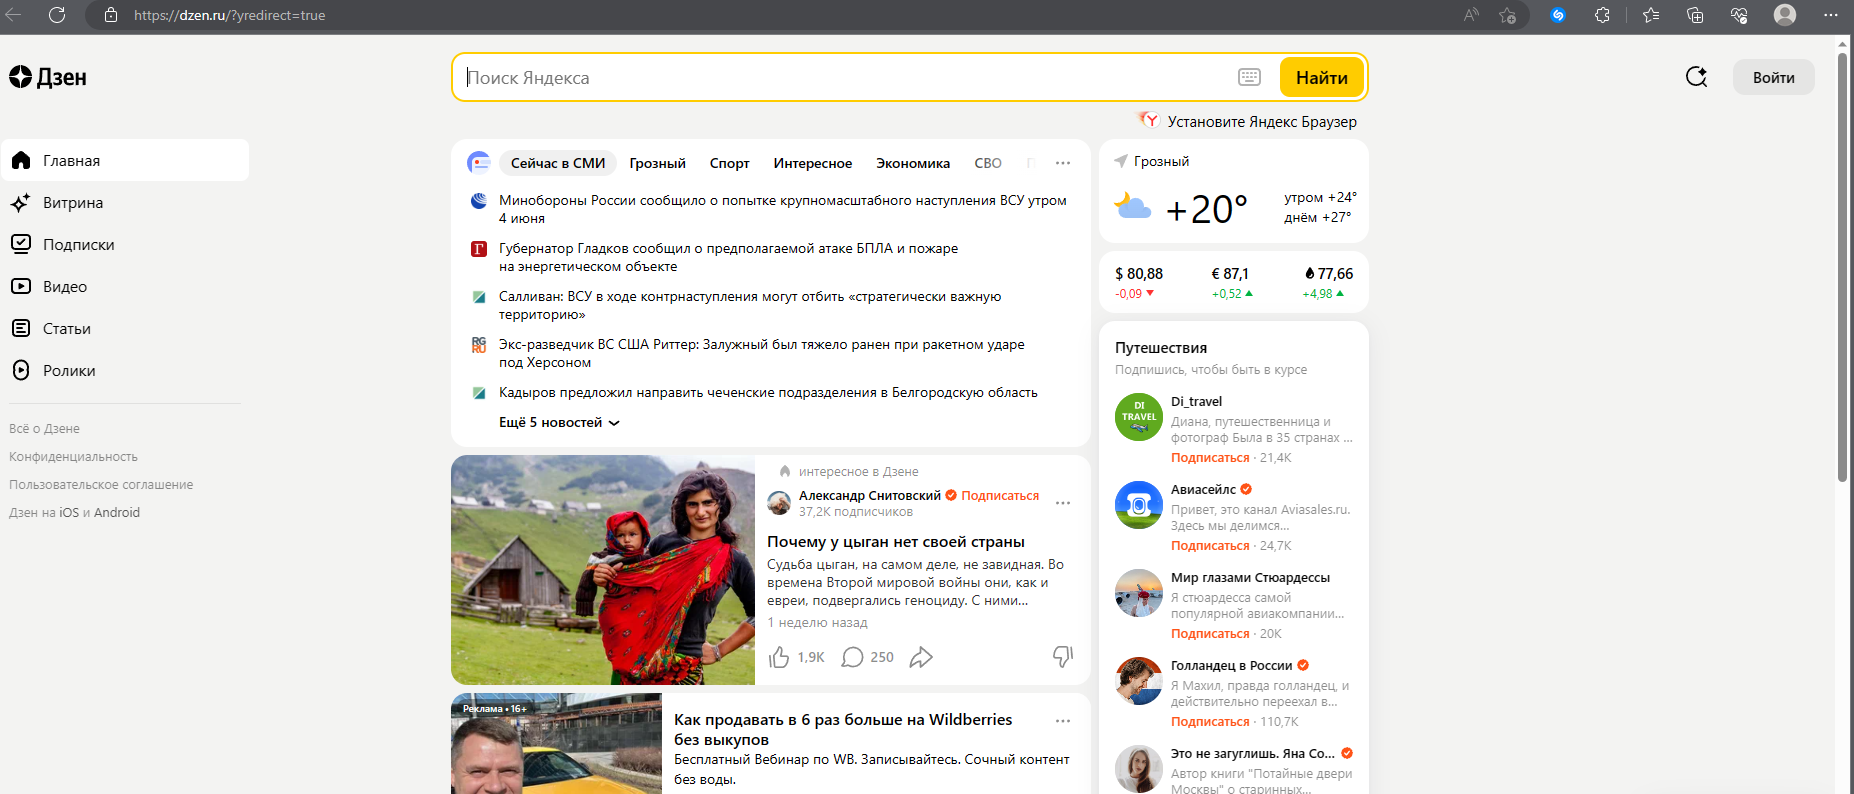 https://dzen.ru/?yredirect=true
Дзен
Поиск Яндекса
Найти
Войти
Установите Яндекс Браузер
Главная
Витрина
Подписки
Видео
Статьи
Ролики
Всё о Дзене
Конфиденциальность
Пользовательское соглашение
Дзен на iOS и Android
Сейчас в СМИ Грозный Спорт Интересное Экономика СВО
Минобороны России сообщило о попытке крупномасштабного наступления ВСУ утром
4 июня
Губернатор Гладков сообщил о предполагаемой атаке БПЛА и пожаре
на энергетическом объекте
Салливан: ВСУ в ходе контрнаступления могут отбить «стратегически важную
территорию»
RG
RU
Экс-разведчик ВС США Риттер: Залужный был тяжело ранен при ракетном ударе
под Херсоном
Кадыров предложил направить чеченские подразделения в Белгородскую область
Ещё 5 новостей
интересное в Дзене
Александр Снитовский Подписаться
37,2K подписчиков
Почему у цыган нет своей страны
Судьба цыган, на самом деле, не завидная. Во
времена Второй мировой войны они, как и
евреи, подвергались геноциду. С ними...
1 неделю назад
1,9K 250
Реклама • 16+
Как продавать в 6 раз больше на Wildberries
без выкупов
Бесплатный Вебинар по WB. Записывайтесь. Сочный контент
без воды.
Грозный
+20°
утром +24°
днём +27°
$ 80,88 € 87,1 77,66
-0,09 +0,52 +4,98
Путешествия
Подпишись, чтобы быть в курсе
DI
TRAVEL
Di_travel
Диана, путешественница и
фотограф Была в 35 странах ...
Подписаться · 21,4K
Авиасейлс
Привет, это канал Aviasales.ru.
Здесь мы делимся...
Подписаться · 24,7K
Мир глазами Стюардессы
Я стюардесса самой
популярной авиакомпании...
Подписаться · 20K
Голландец в России
Я Махил, правда голландец, и
действительно переехал в...
Подписаться · 110,7K
Это не загуглишь. Яна Со...
Автор книги "Потайные двери
Москвы" о старинных...